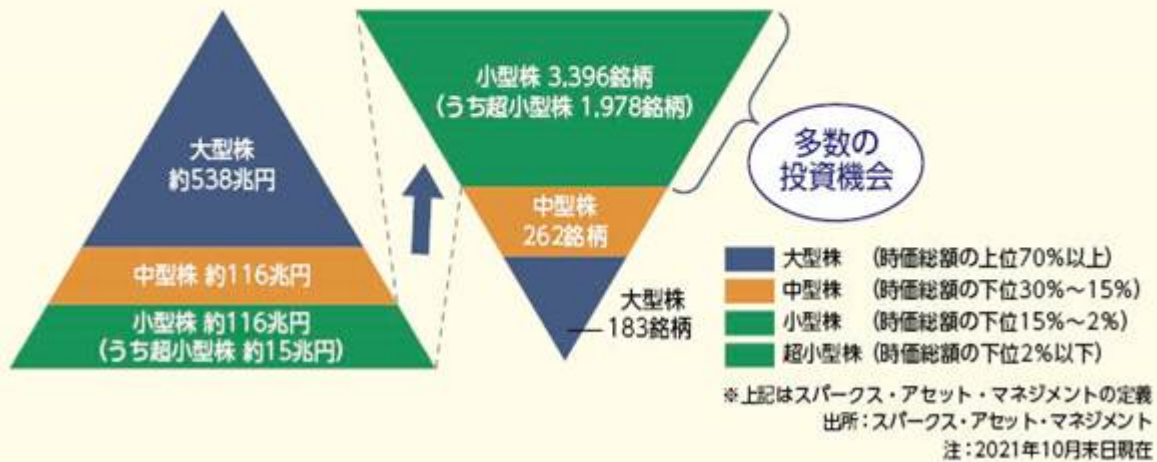 大型株
約538兆円
中型株 約116兆円
小型株 約116兆円
(うち超小型株 約15兆円)
小型株 3,396銘柄
(うち超小型株 1,978銘柄)
中型株
262銘柄
大型株
183銘柄
多数の
投資機会
大型株 (時価総額の上位70%以上)
中型株 (時価総額の下位30%～15%)
小型株 (時価総額の下位15%～2%)
超小型株 (時価総額の下位2%以下)
※上記はスパークス・アセット・マネジメントの定義
出所：スパークス・アセット・マネジメント
注：2021年10月末日現在